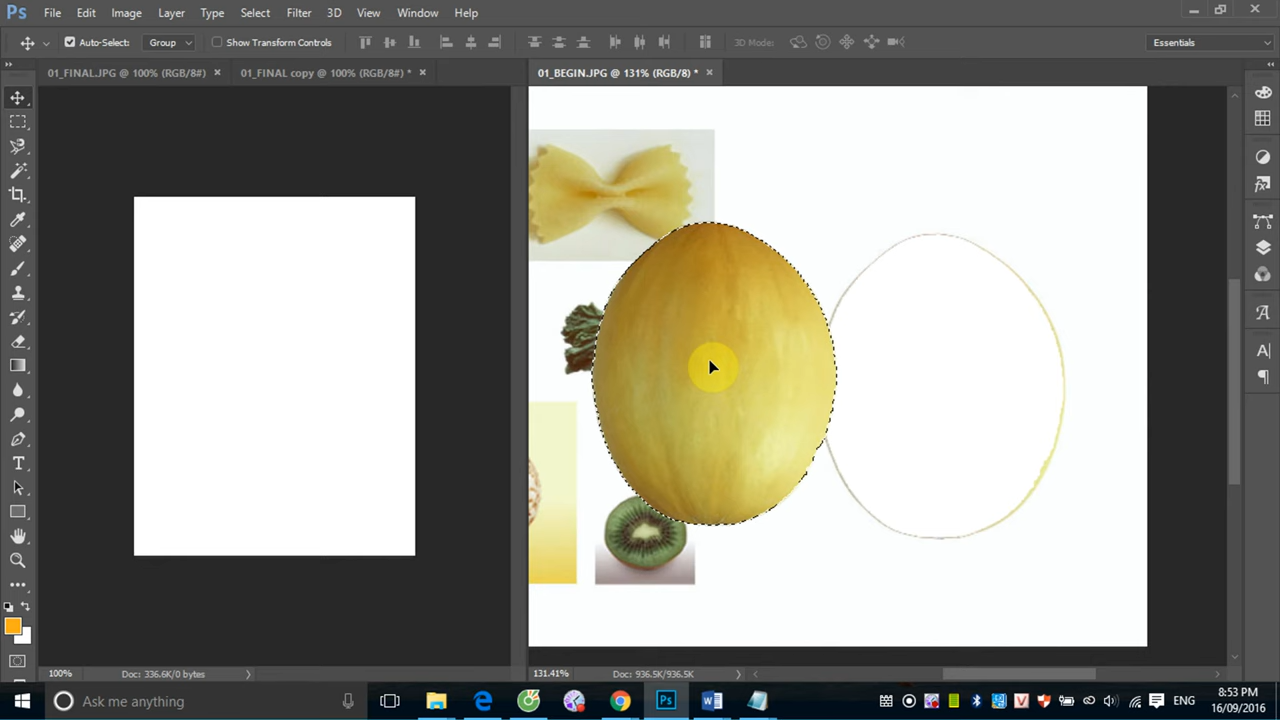 Ps File Edit Image Layer Type Select Filter 3D View Window Help
Auto-Select: Group Show Transform Controls 3D Mode: Essentials
01_FINAL.JPG @ 100% (RGB/8#) × 01_FINAL copy @ 100% (RGB/8#) * × 01_BEGIN.JPG @ 131% (RGB/8) * ×
100% Doc: 336.6K/0 bytes 131.41% Doc: 936.5K/936.5K
Ask me anything ENG 8:53 PM
16/09/2016